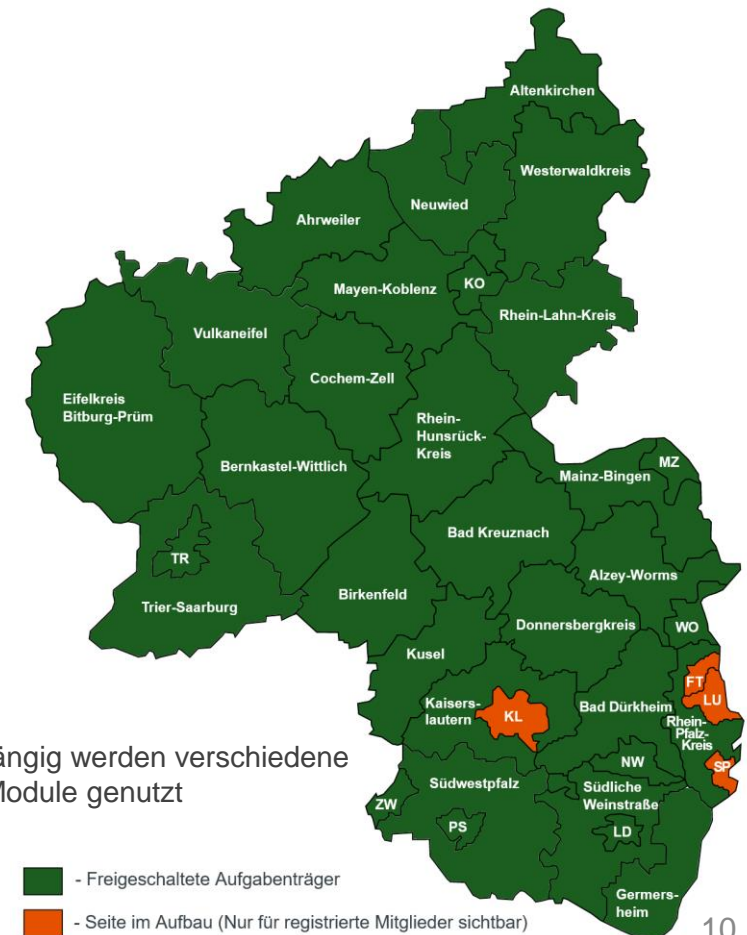 Altenkirchen
Westerwaldkreis
Neuwied
Ahrweiler
KO
Mayen-Koblenz
Rhein-Lahn-Kreis
Vulkaneifel
Cochem-Zell
Eifelkreis
Bitburg-Prüm
Rhein-
Hunsrück-
Kreis
Bernkastel-Wittlich
MZ
Mainz-Bingen
Bad Kreuznach
TR
Alzey-Worms
Birkenfeld
Trier-Saarburg
Donnersbergkreis
WO
Kusel
FT
LU
Kaisers-
lautern
KL
Bad Dürkheim
Rhein-
Pfalz-
Kreis
NW
SP
ängig werden verschiedene
Module genutzt
Südwestpfalz
Südliche
Weinstraße
ZW
PS
LD
- Freigeschaltete Aufgabenträger
Germers-
heim
- Seite im Aufbau (Nur für registrierte Mitglieder sichtbar)
10